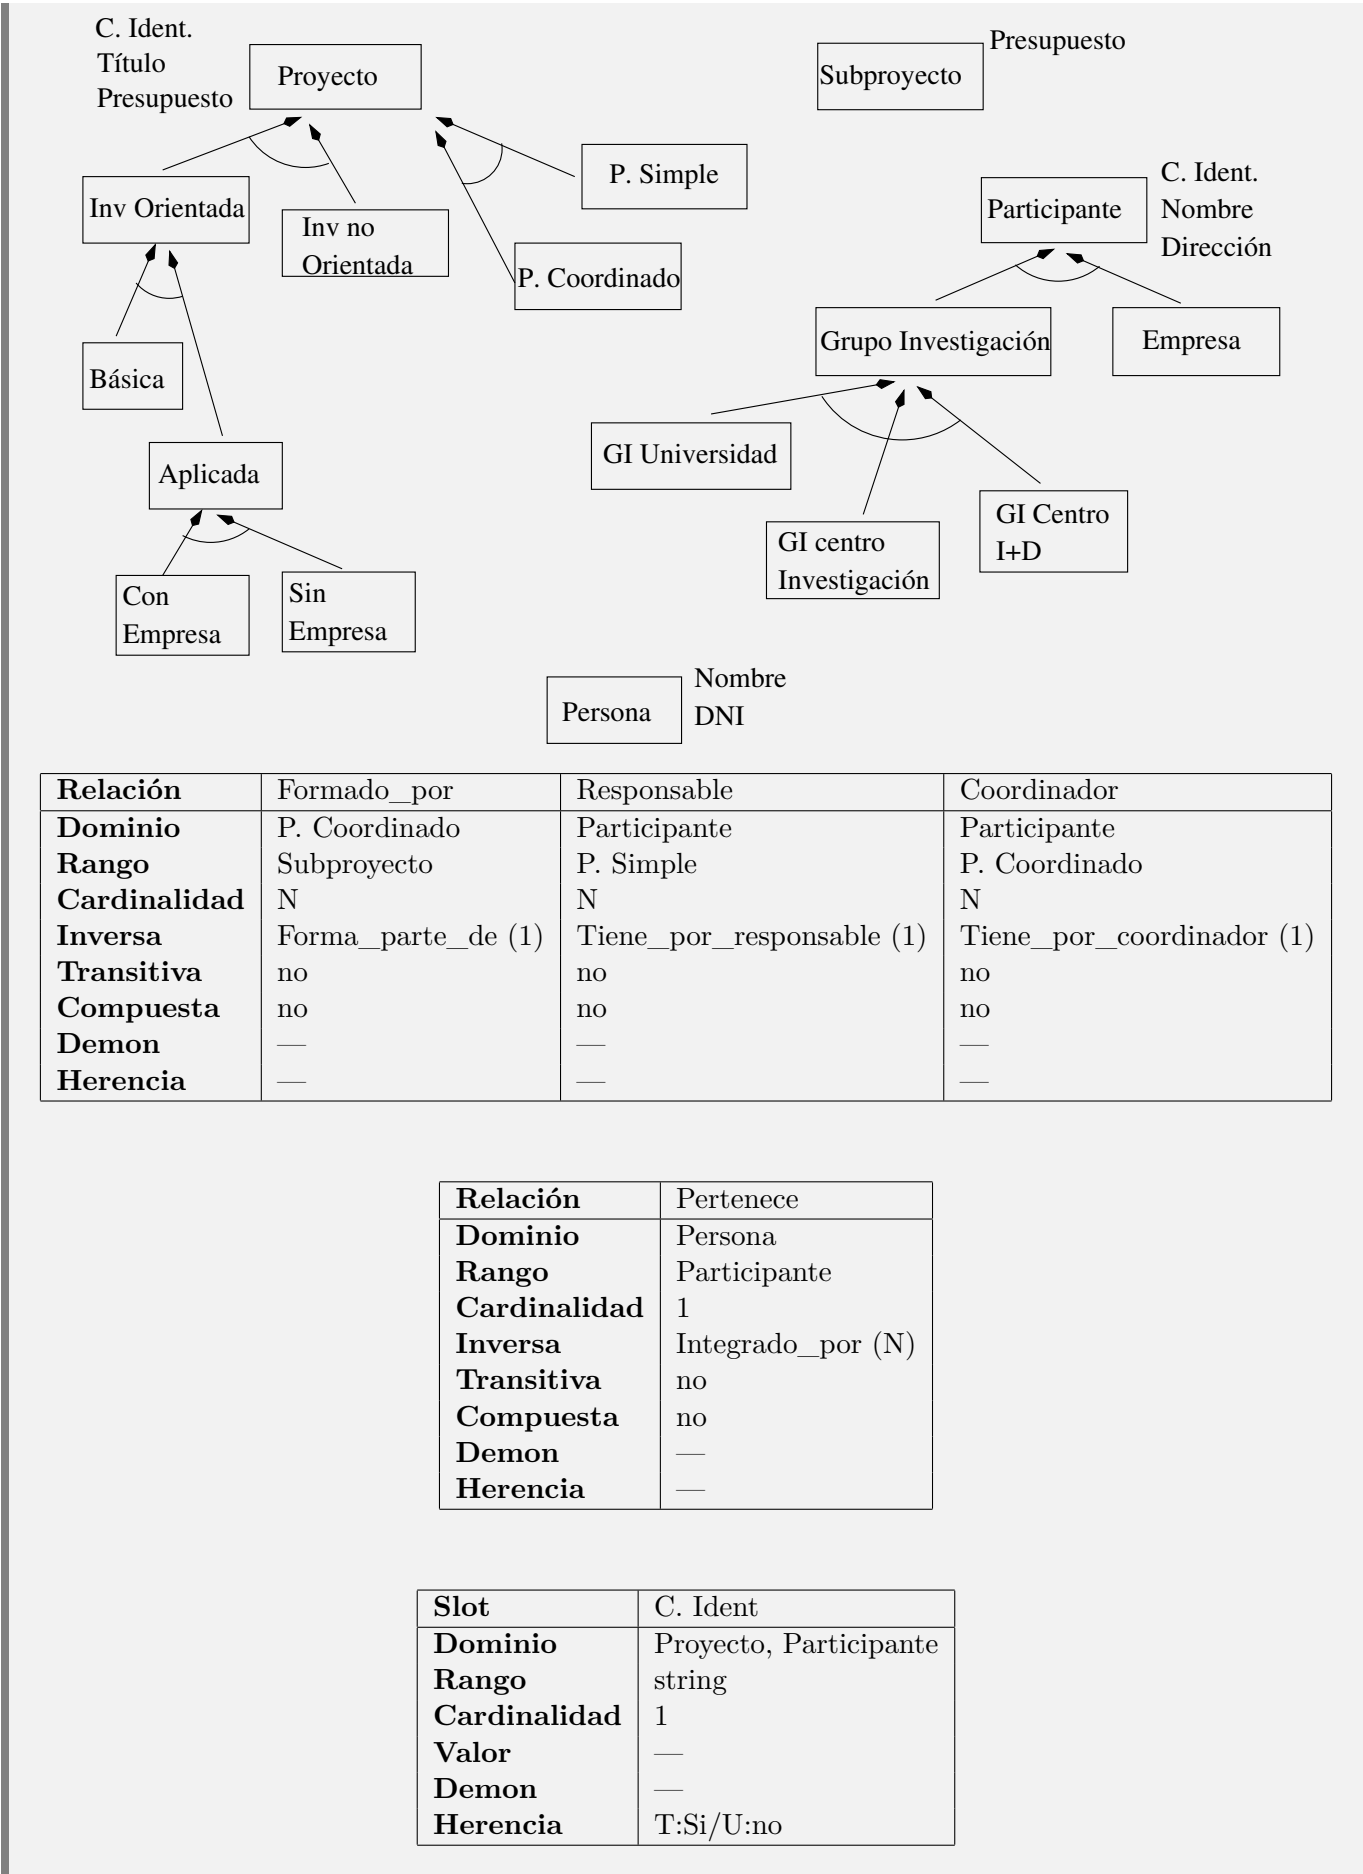 C. Ident.
Título
Presupuesto
Proyecto
Presupuesto
Subproyecto
P. Simple
Inv Orientada
Inv no
Orientada
P. Coordinado
C. Ident.
Participante
Nombre
Dirección
Grupo Investigación
Empresa
Básica
Aplicada
GI Universidad
GI centro
Investigación
GI Centro
I+D
Con
Empresa
Sin
Empresa
Persona
Nombre
DNI
Relación Formado_por Responsable Coordinador
Dominio P. Coordinado Participante Participante
Rango Subproyecto P. Simple P. Coordinado
Cardinalidad N N N
Inversa Forma_parte_de (1) Tiene_por_responsable (1) Tiene_por_coordinador (1)
Transitiva no no no
Compuesta no no no
Demon — — —
Herencia — — —
Relación Pertenece
Dominio Persona
Rango Participante
Cardinalidad 1
Inversa Integrado_por (N)
Transitiva no
Compuesta no
Demon —
Herencia —
Slot C. Ident
Dominio Proyecto, Participante
Rango string
Cardinalidad 1
Valor —
Demon —
Herencia T:Si/U:no